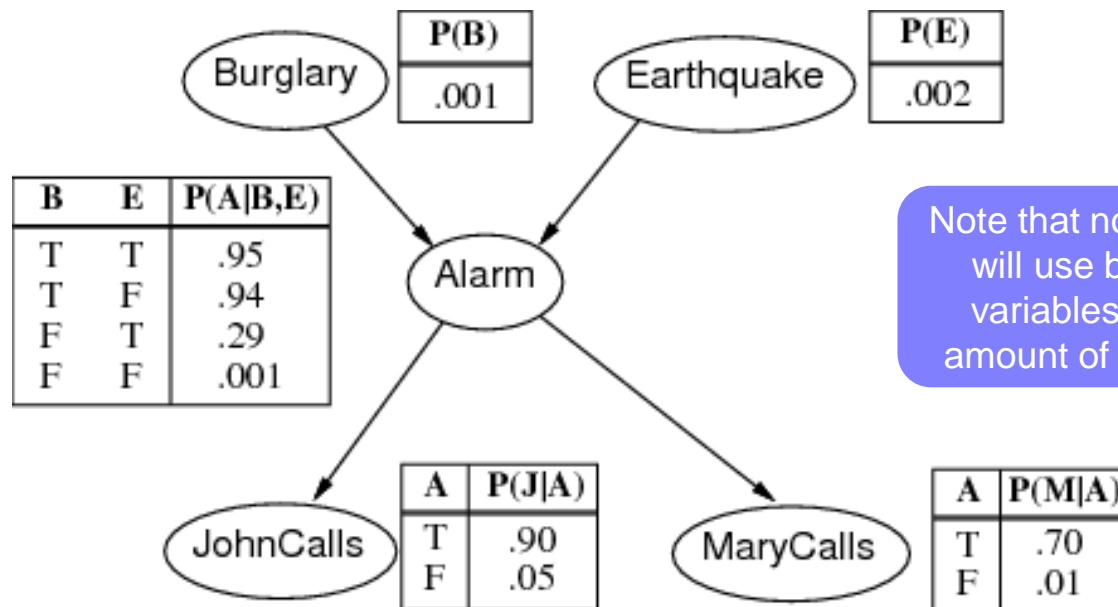 P(B)
.001
Burglary
P(E)
.002
Earthquake
B E P(A|B,E)
T T .95
T F .94
F T .29
F F .001
Alarm
Note that
will use
variables
amount of
A P(J|A)
T .90
F .05
JohnCalls
A P(M|A)
T .70
F .01
MaryCalls